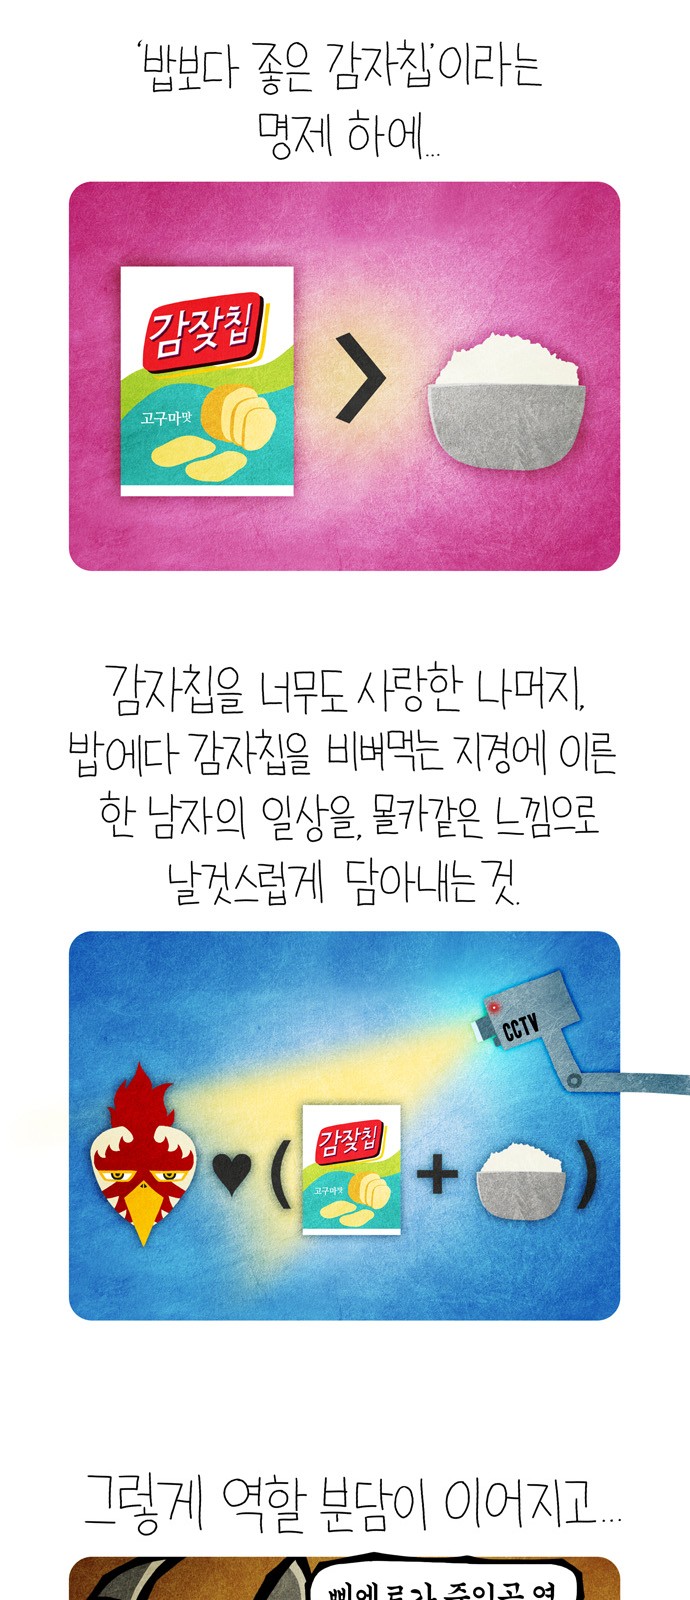 '밥보다 좋은 감자칩'이라는
명제 하에...
감잣칩
고구마맛
감자칩을 너무도 사랑한 나머지,
밥에다 감자칩을 비벼먹는 지경에 이른
한 남자의 일상을, 몰카같은 느낌으로
날것스럽게 담아내는 것.
CCTV
감잣칩
고구마맛
그렇게 역할 분담이 이어지고...